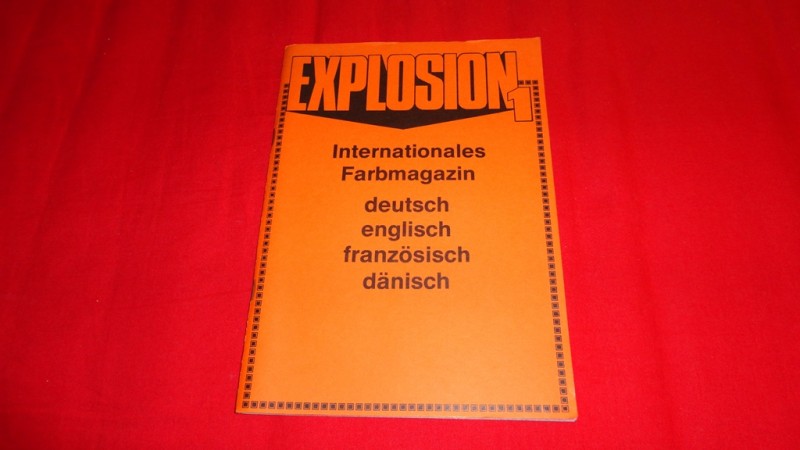 EXPLOSION 1
Internationales
Farbmagazin
deutsch
englisch
französisch
dänisch